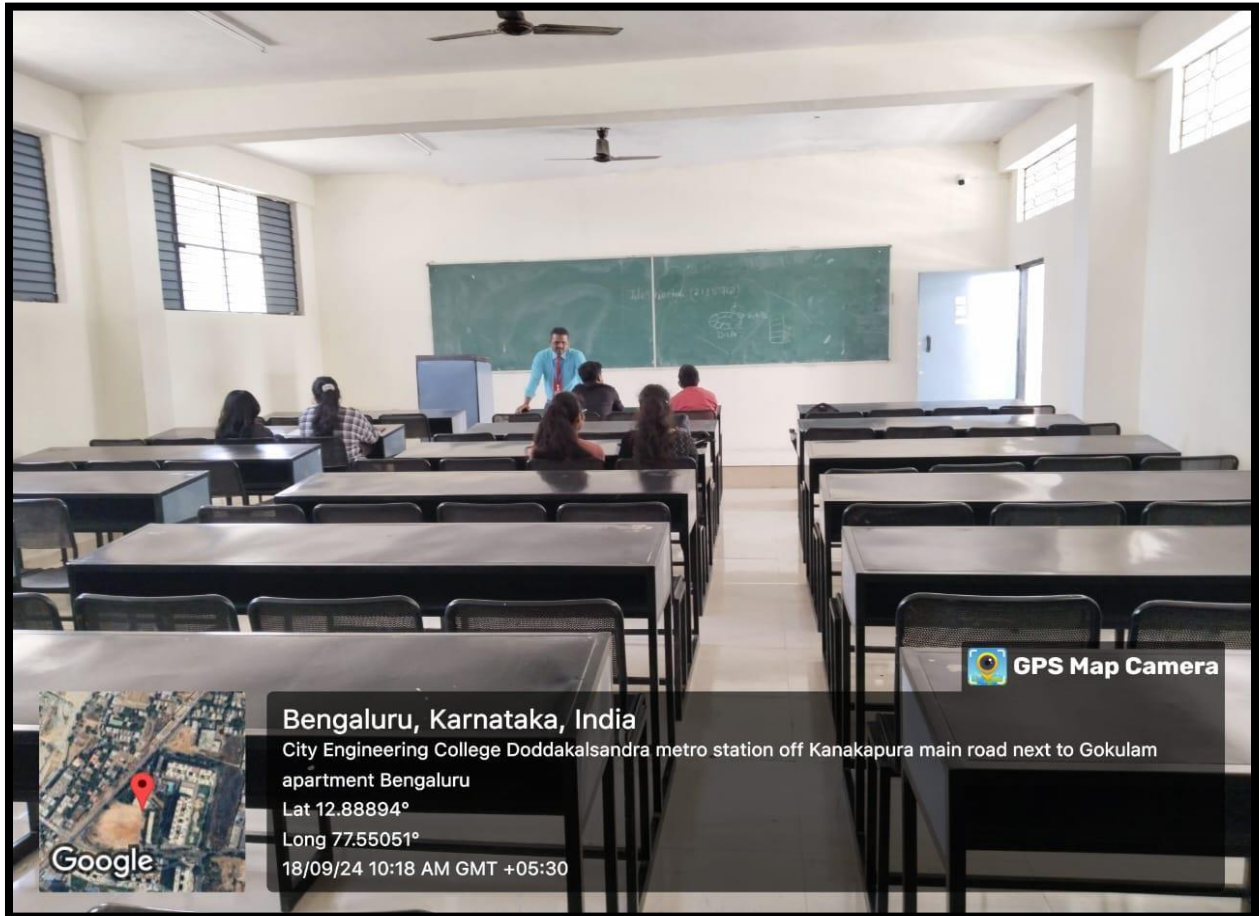 GPS Map Camera
Bengaluru, Karnataka, India
City Engineering College Doddakalsandra metro station off Kanakapura main road next to Gokulam
apartment Bengaluru
Lat 12.88894°
Long 77.55051°
18/09/24 10:18 AM GMT +05:30
Google